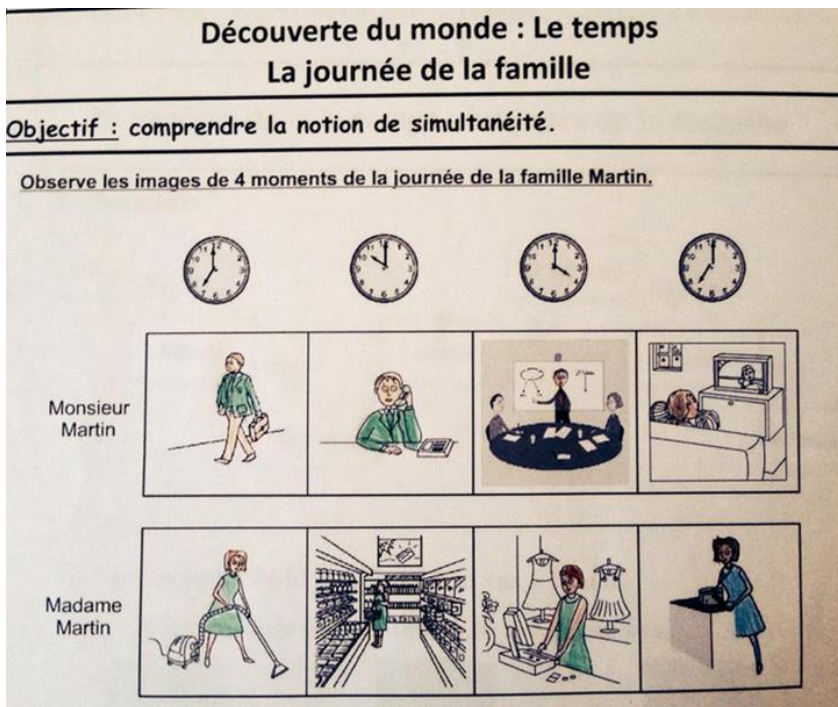 Découverte du monde : Le temps
La journée de la famille
Objectif : comprendre la notion de simultanéité.
Observe les images de 4 moments de la journée de la famille Martin.
Monsieur
Martin
Madame
Martin